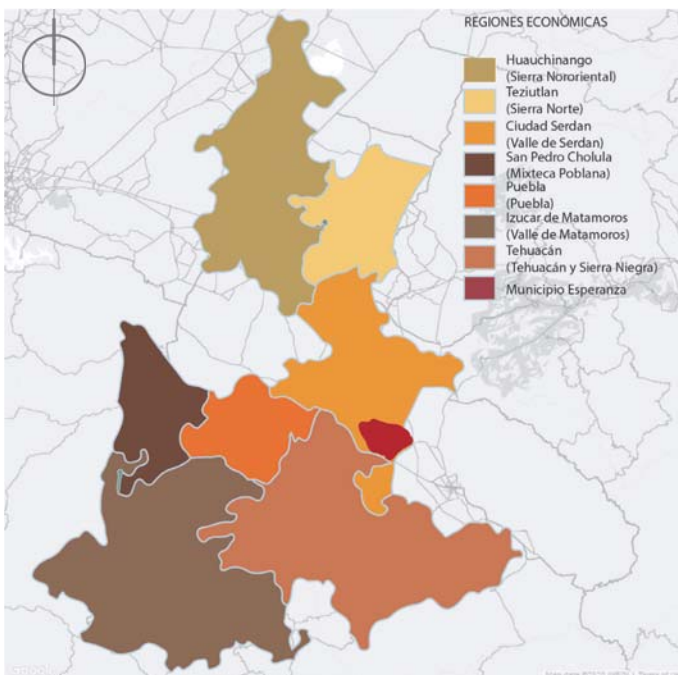 REGIONES ECONÓMICAS
Huauchinango
(Sierra Nororiental)
Teziutlan
(Sierra Norte)
Ciudad Serdan
(Valle de Serdan)
San Pedro Cholula
(Mixteca Poblana)
Puebla
(Puebla)
Izucar de Matamoros
(Valle de Matamoros)
Tehuacán
(Tehuacán y Sierra Niegra)
Municipio Esperanza